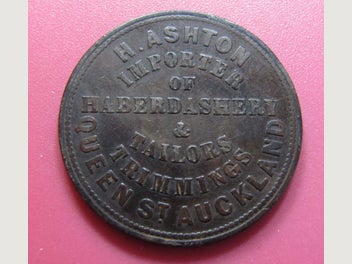 H. ASHTON
IMPORTER
OF
HABERDASHERY
&
TAILORS
TRIMMINGS
QUEEN ST AUCKLAND